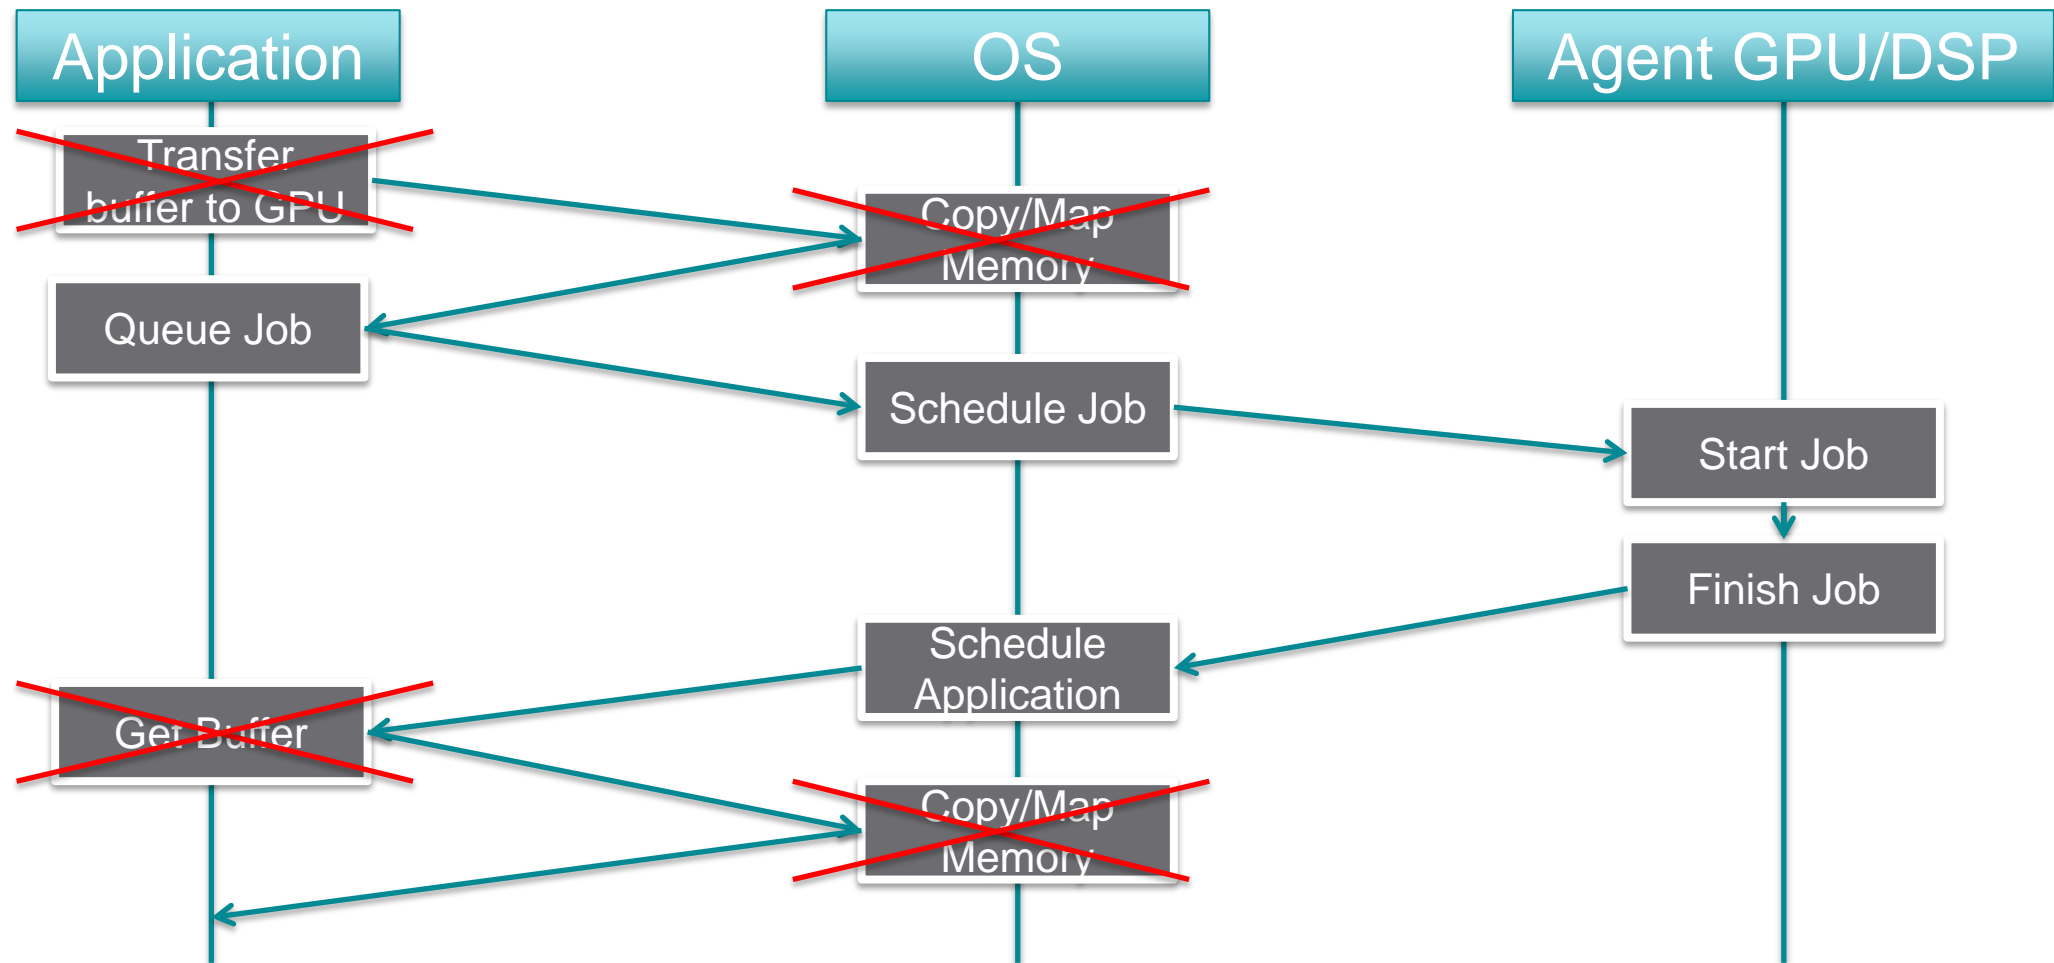 Application
OS
Agent GPU/DSP
Transfer
buffer to GPU
Copy/Map
Memory
Queue Job
Schedule Job
Start Job
Finish Job
Schedule
Application
Get Buffer
Copy/Map
Memory